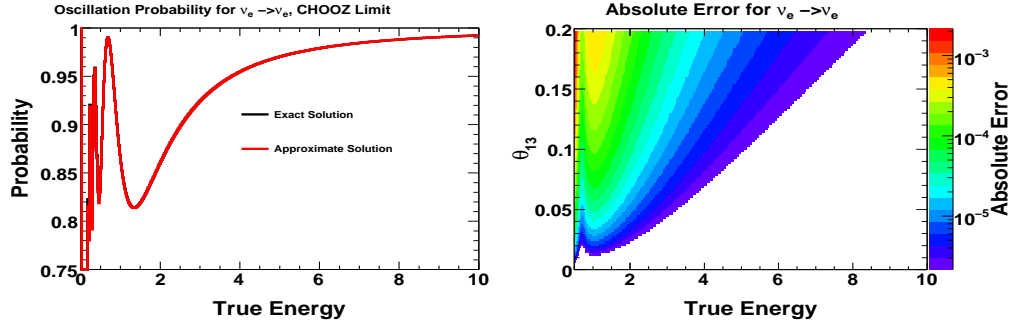 Oscillation Probability for νe ->νe, CHOOZ Limit
Probability
1
0.95
0.9
0.85
0.8
0.75
Exact Solution
Approximate Solution
0 2 4 6 8 10
True Energy
Absolute Error for νe ->νe
θ13
0.2
0.15
0.1
0.05
0
2 4 6 8 10
True Energy
10-3
10-4
10-5
Absolute Error